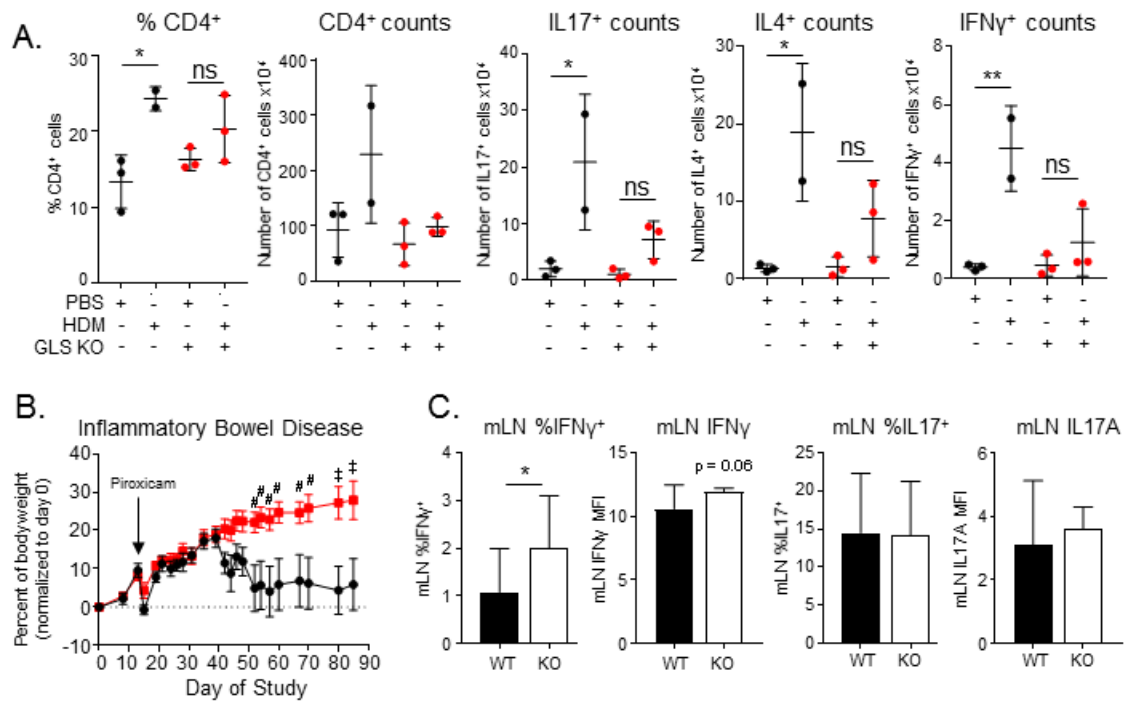 A.
% CD4⁺
CD4⁺ counts
IL17⁺ counts
IL4⁺ counts
IFNγ⁺ counts
% CD4⁺ cells
30
20
10
0
*
ns
Number of CD4⁺ cells x10⁴
400
300
200
100
0
Number of IL17⁺ cells x10⁴
40
30
20
10
0
*
ns
Number of IL4⁺ cells x10⁴
30
20
10
0
*
ns
Number of IFNγ⁺ cells x10⁴
8
6
4
2
0
**
ns
PBS + - + - + - + - + - + - + - + - + - + -
HDM - + - + - + - + - + - + - + - + - + - +
GLS KO - - + + - - + + - - + + - - + + - - + +
B.
Inflammatory Bowel Disease
Percent of bodyweight
(normalized to day 0)
40
30
20
10
0
-10
Piroxicam
# # # # # # ‡ ‡
0 10 20 30 40 50 60 70 80 90
Day of Study
C.
mLN %IFNγ⁺
mLN IFNγ
mLN %IL17⁺
mLN IL17A
mLN %IFNγ⁺
4
3
2
1
0
*
WT KO
mLN IFNγ MFI
15
10
5
0
p = 0.06
WT KO
mLN %IL17⁺
25
20
15
10
5
0
WT KO
mLN IL17A MFI
6
4
2
0
WT KO